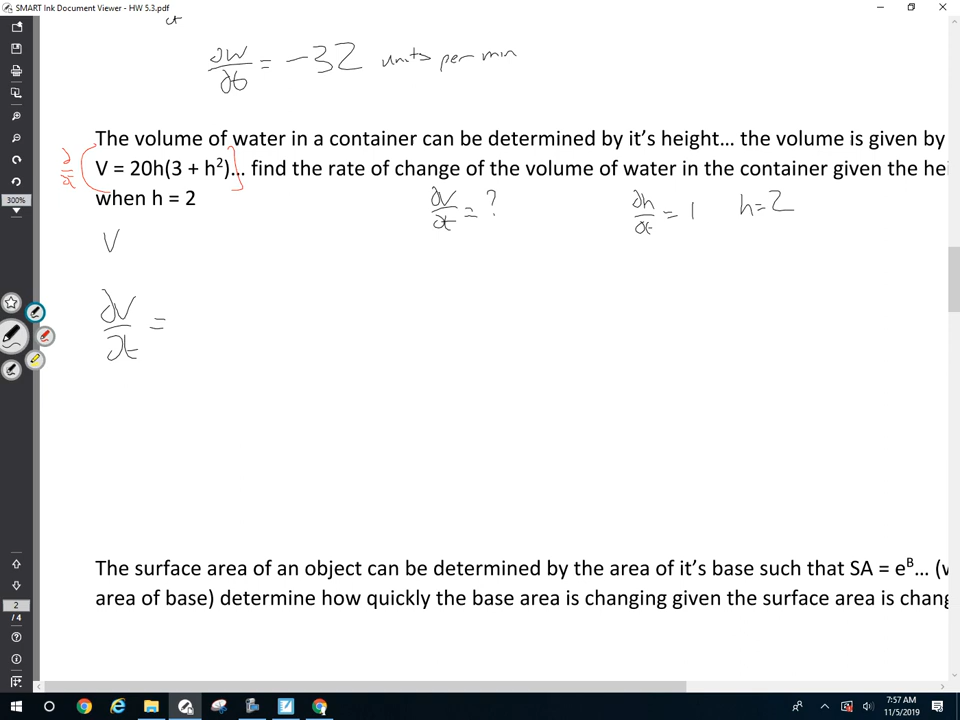 SMART Ink Document Viewer - HW 5.3.pdf
∂t
∂W/∂t = -32 units per min
The volume of water in a container can be determined by it's height... the volume is given by
∂/∂t V = 20h(3 + h²)... find the rate of change of the volume of water in the container given the hei
when h = 2
∂V/∂t = ? ∂h/∂t = 1 h=2
V
∂V/∂t =
300%
The surface area of an object can be determined by the area of it's base such that SA = eᴮ... (w
area of base) determine how quickly the base area is changing given the surface area is chang
2
/ 4
7:57 AM
11/5/2019